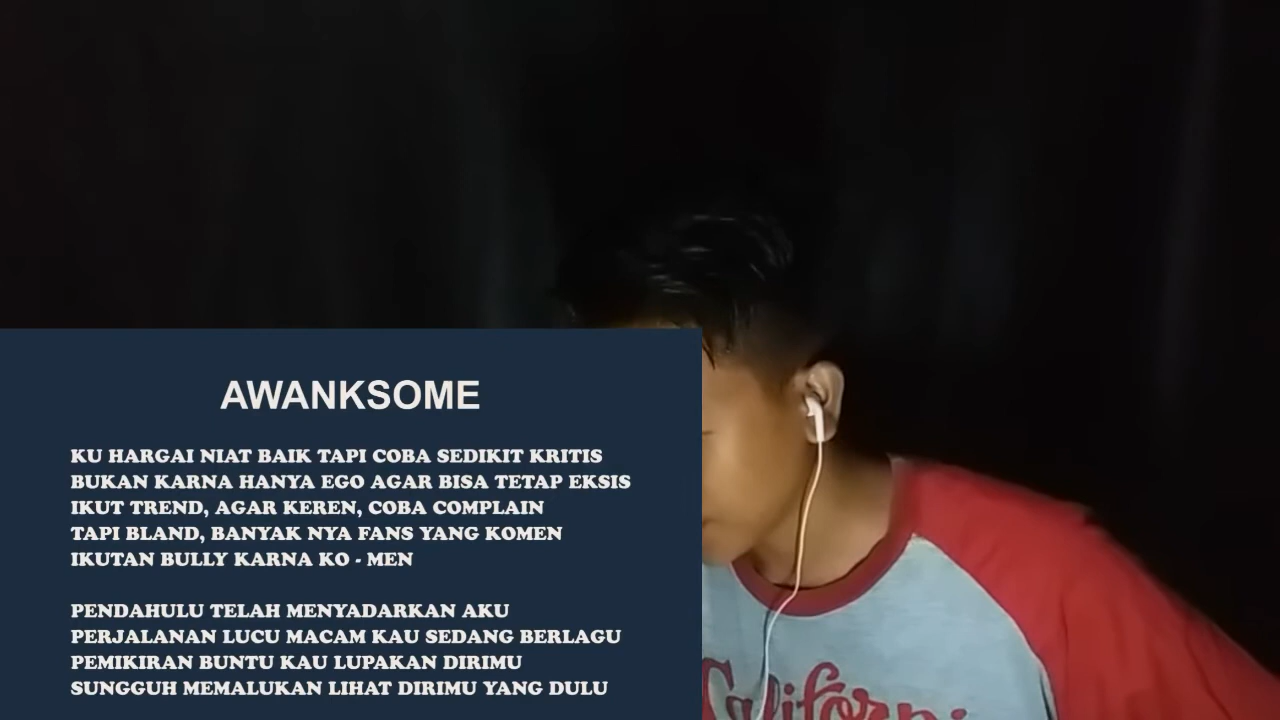 AWANKSOME
KU HARGAI NIAT BAIK TAPI COBA SEDIKIT KRITIS
BUKAN KARNA HANYA EGO AGAR BISA TETAP EKSIS
IKUT TREND, AGAR KEREN, COBA COMPLAIN
TAPI BLAND, BANYAK NYA FANS YANG KOMEN
IKUTAN BULLY KARNA KO - MEN
PENDAHULU TELAH MENYADARKAN AKU
PERJALANAN LUCU MACAM KAU SEDANG BERLAGU
PEMIKIRAN BUNTU KAU LUPAKAN DIRIMU
SUNGGUH MEMALUKAN LIHAT DIRIMU YANG DULU